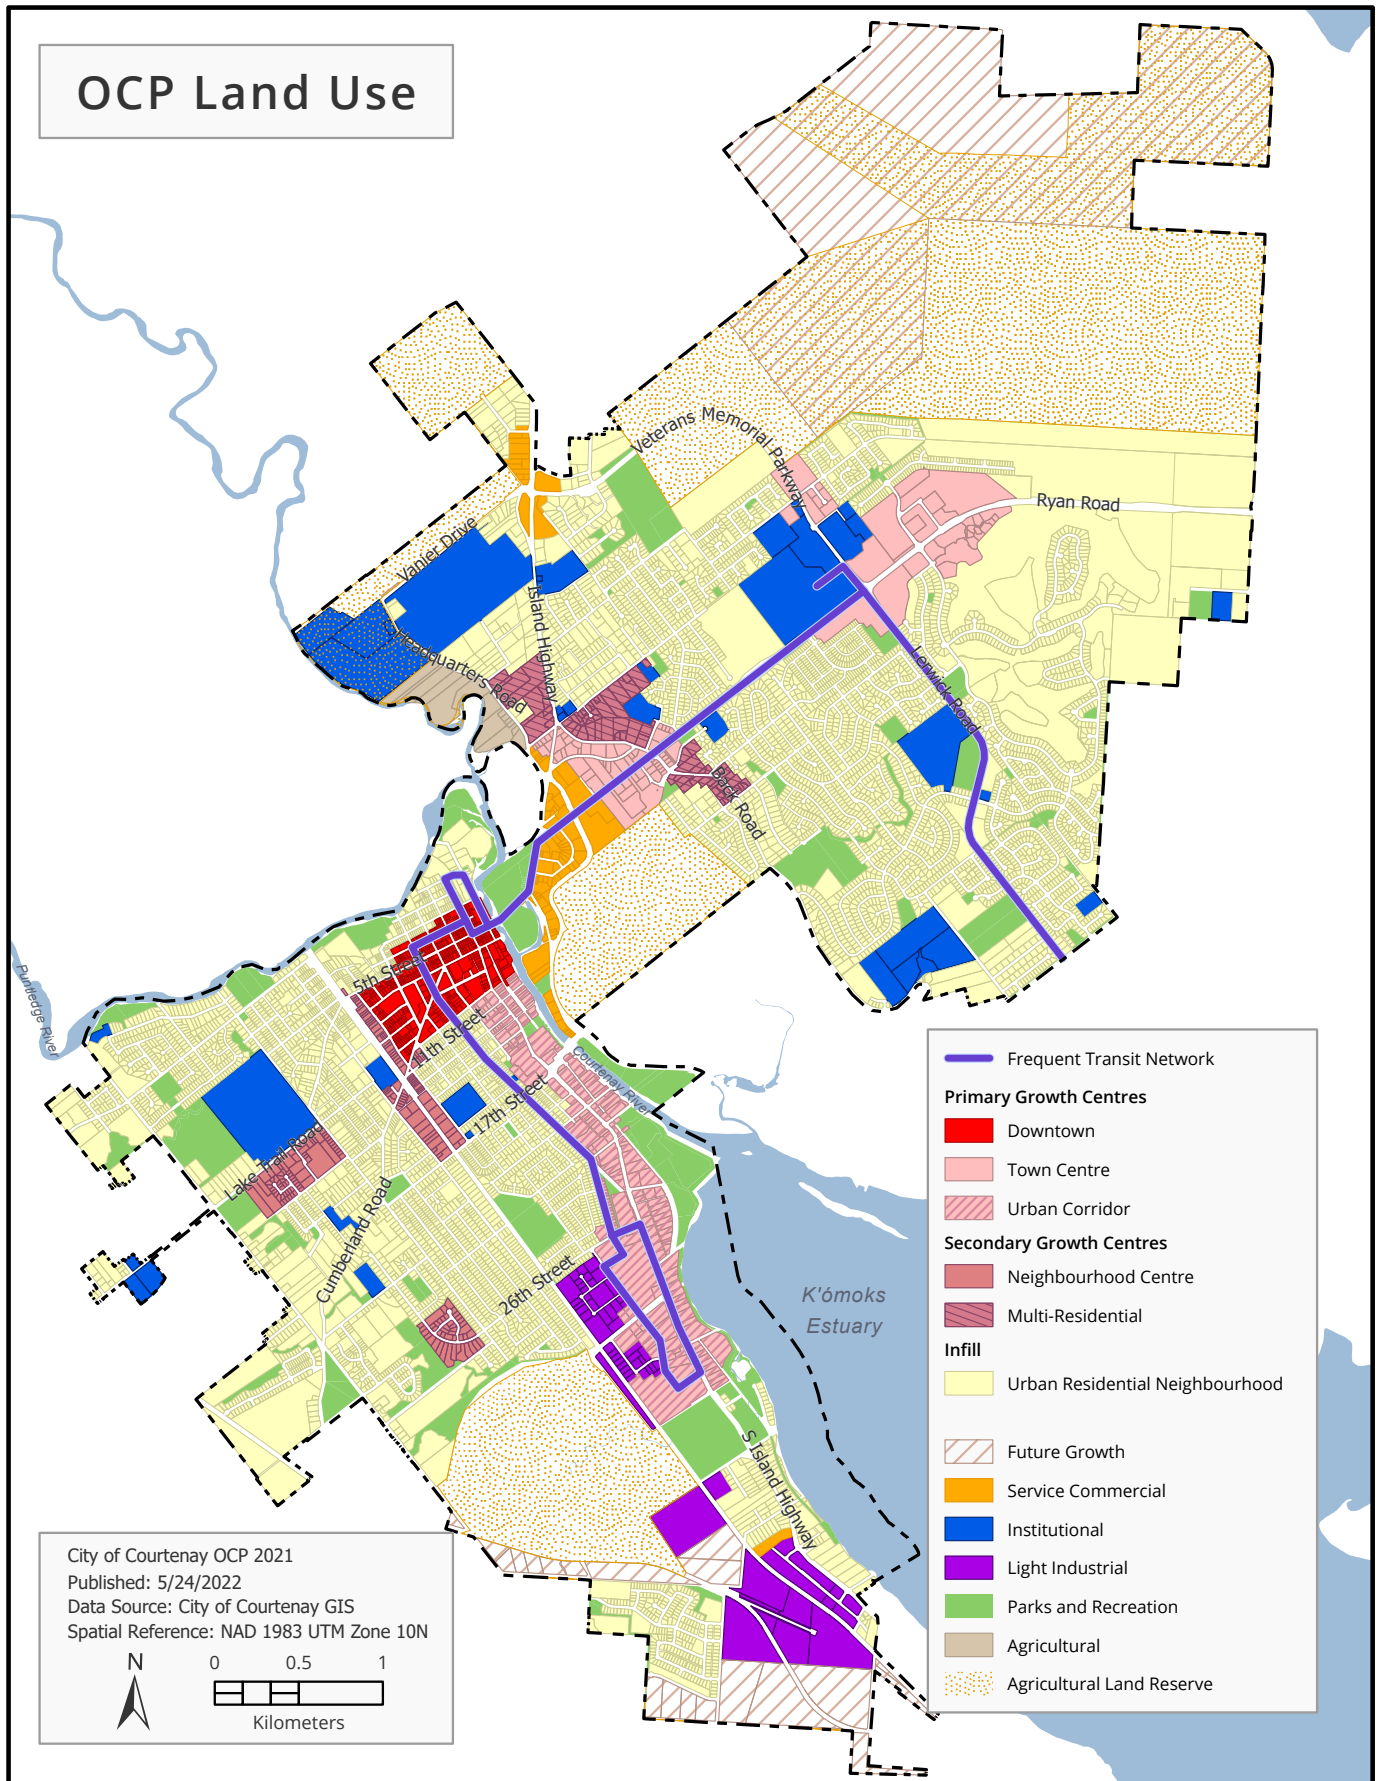 OCP Land Use
Veterans Memorial Parkway
Ryan Road
Vanier Drive
Island Highway
Headquarters Road
Lerwick Road
Back Road
5th Street
11th Street
17th Street
Puntledge River
Courtenay River
Lake Trail Road
Cumberland Road
26th Street
K'ómoks
Estuary
S Island Highway
Frequent Transit Network
Primary Growth Centres
Downtown
Town Centre
Urban Corridor
Secondary Growth Centres
Neighbourhood Centre
Multi-Residential
Infill
Urban Residential Neighbourhood
Future Growth
Service Commercial
Institutional
Light Industrial
Parks and Recreation
Agricultural
Agricultural Land Reserve
City of Courtenay OCP 2021
Published: 5/24/2022
Data Source: City of Courtenay GIS
Spatial Reference: NAD 1983 UTM Zone 10N
N
0 0.5 1
Kilometers